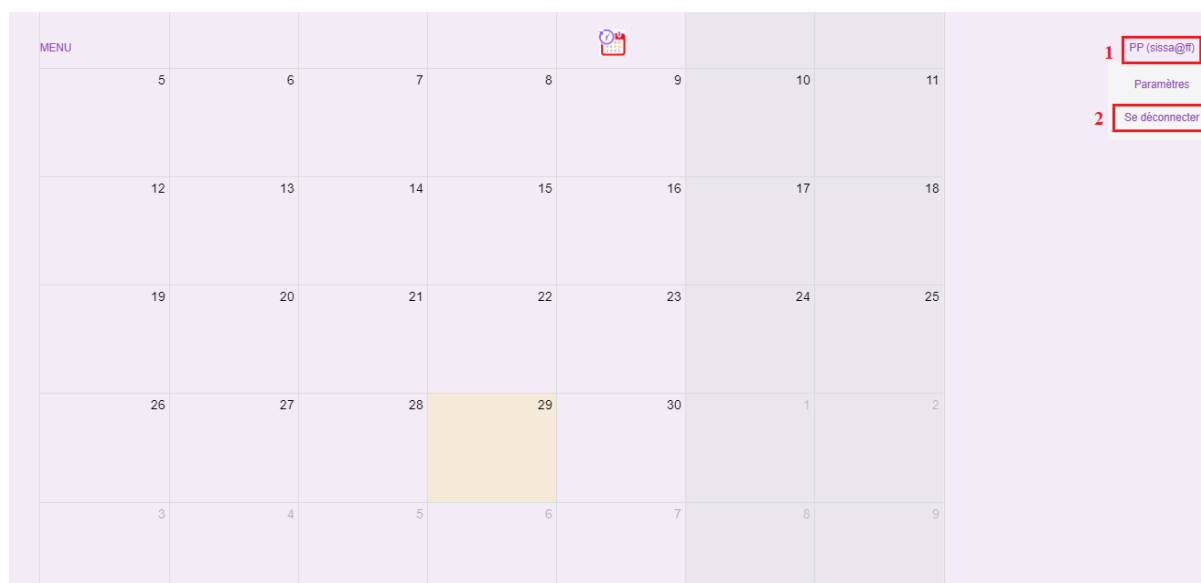 MENU
1 PP (sissa@ff)
5 6 7 8 9 10 11
Paramètres
2 Se déconnecter
12 13 14 15 16 17 18
19 20 21 22 23 24 25
26 27 28 29 30 1 2
3 4 5 6 7 8 9